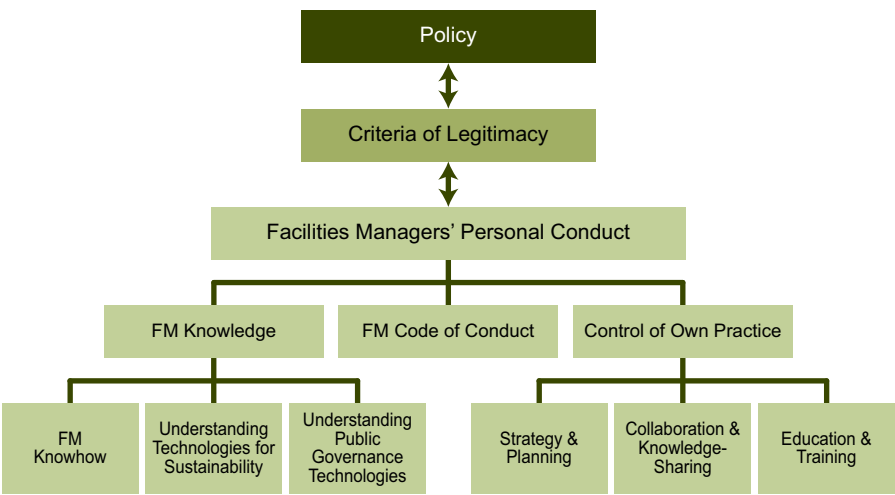 Policy
Criteria of Legitimacy
Facilities Managers’ Personal Conduct
FM Knowledge
FM Code of Conduct
Control of Own Practice
FM
Knowhow
Understanding
Technologies for
Sustainability
Understanding
Public
Governance
Technologies
Strategy &
Planning
Collaboration &
Knowledge-
Sharing
Education &
Training